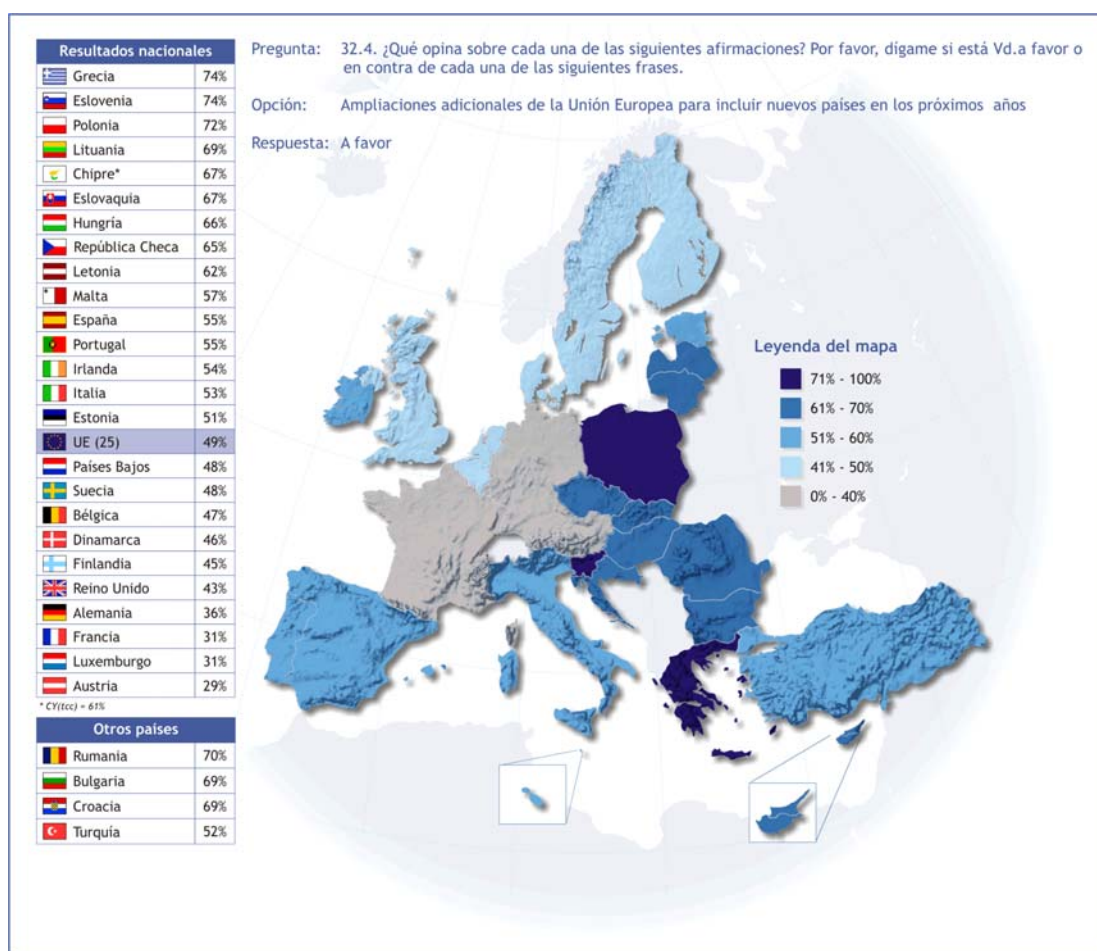 Resultados nacionales
Grecia 74%
Eslovenia 74%
Polonia 72%
Lituania 69%
Chipre* 67%
Eslovaquia 67%
Hungría 66%
República Checa 65%
Letonia 62%
Malta 57%
España 55%
Portugal 55%
Irlanda 54%
Italia 53%
Estonia 51%
UE (25) 49%
Países Bajos 48%
Suecia 48%
Bélgica 47%
Dinamarca 46%
Finlandia 45%
Reino Unido 43%
Alemania 36%
Francia 31%
Luxemburgo 31%
Austria 29%
* CY(tcc) = 61%
Otros países
Rumania 70%
Bulgaria 69%
Croacia 69%
Turquía 52%
Pregunta: 32.4. ¿Qué opina sobre cada una de las siguientes afirmaciones? Por favor, dígame si está Vd.a favor o
en contra de cada una de las siguientes frases.
Opción: Ampliaciones adicionales de la Unión Europea para incluir nuevos países en los próximos años
Respuesta: A favor
Leyenda del mapa
71% - 100%
61% - 70%
51% - 60%
41% - 50%
0% - 40%